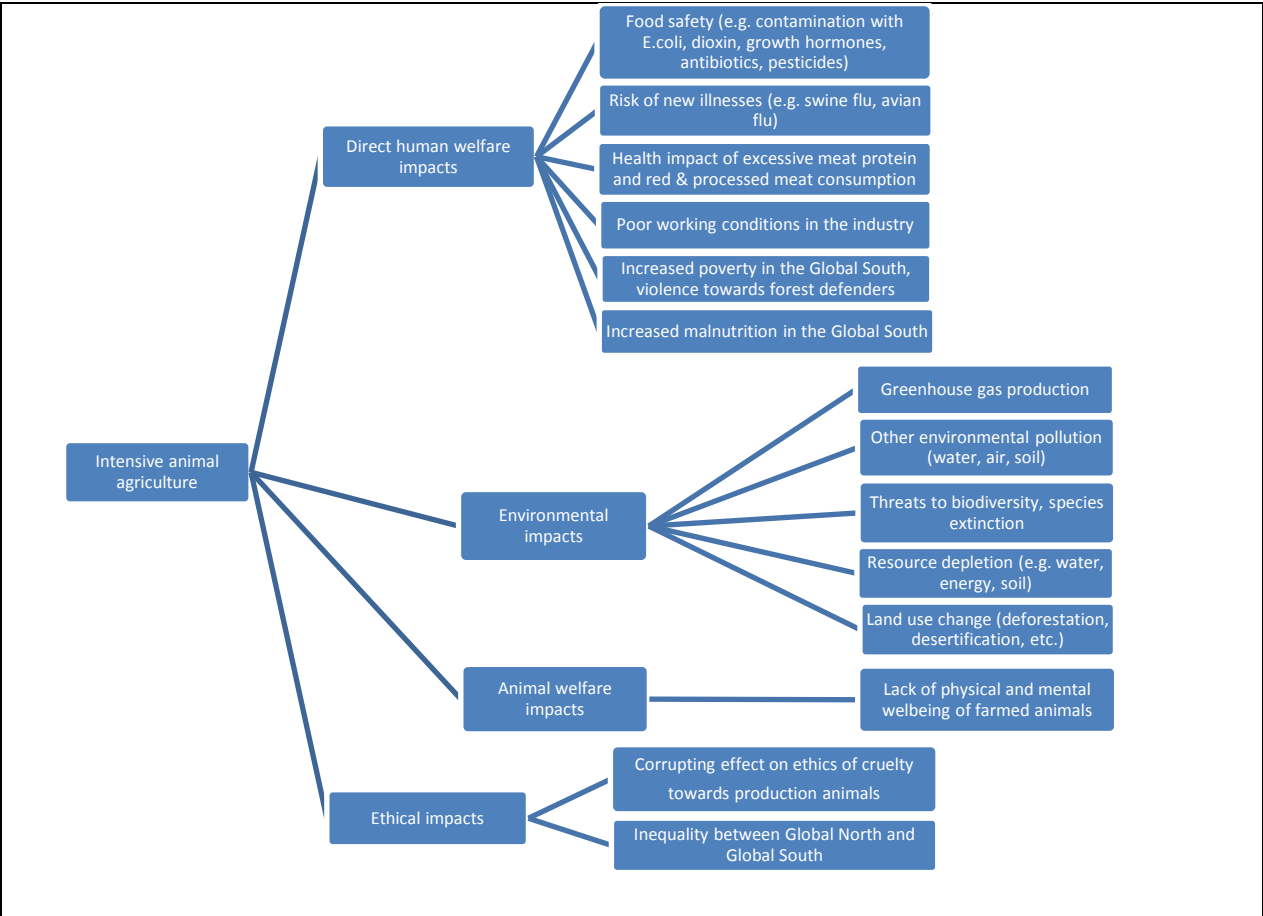 Intensive animal
agriculture
Direct human welfare
impacts
Food safety (e.g. contamination with
E.coli, dioxin, growth hormones,
antibiotics, pesticides)
Risk of new illnesses (e.g. swine flu, avian
flu)
Health impact of excessive meat protein
and red & processed meat consumption
Poor working conditions in the industry
Increased poverty in the Global South,
violence towards forest defenders
Increased malnutrition in the Global South
Environmental
impacts
Greenhouse gas production
Other environmental pollution
(water, air, soil)
Threats to biodiversity, species
extinction
Resource depletion (e.g. water,
energy, soil)
Land use change (deforestation,
desertification, etc.)
Animal welfare
impacts
Lack of physical and mental
welbeing of farmed animals
Ethical impacts
Corrupting effect on ethics of cruelty
towards production animals
Inequality between Global North and
Global South